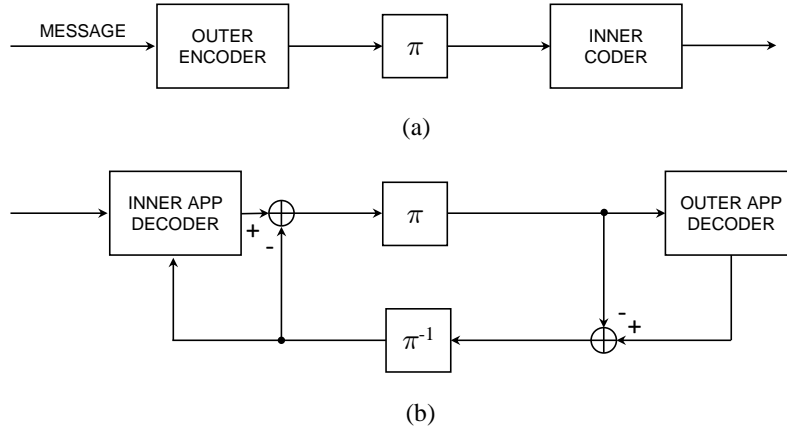 MESSAGE
OUTER
ENCODER
π
INNER
CODER
(a)
INNER APP
DECODER
+
-
π
OUTER APP
DECODER
-
+
π-1
(b)